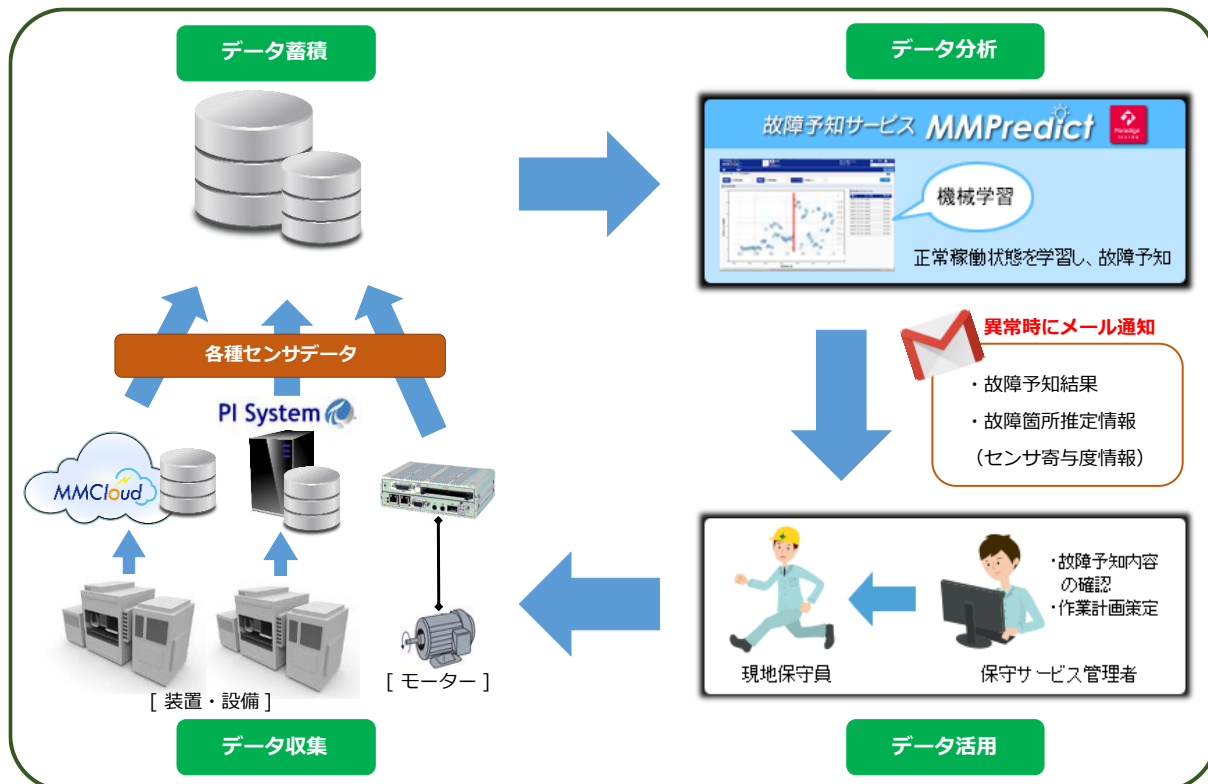 データ蓄積
データ分析
故障予知サービス MMPredict
Paradigm
機械学習
正常稼働状態を学習し、故障予知
各種センサデータ
異常時にメール通知
・故障予知結果
・故障箇所推定情報
(センサ寄与度情報)
PI System
MMCloud
・故障予知内容
の確認
・作業計画策定
現地保守員
保守サービス管理者
[ 装置・設備 ]
[ モーター ]
データ収集
データ活用